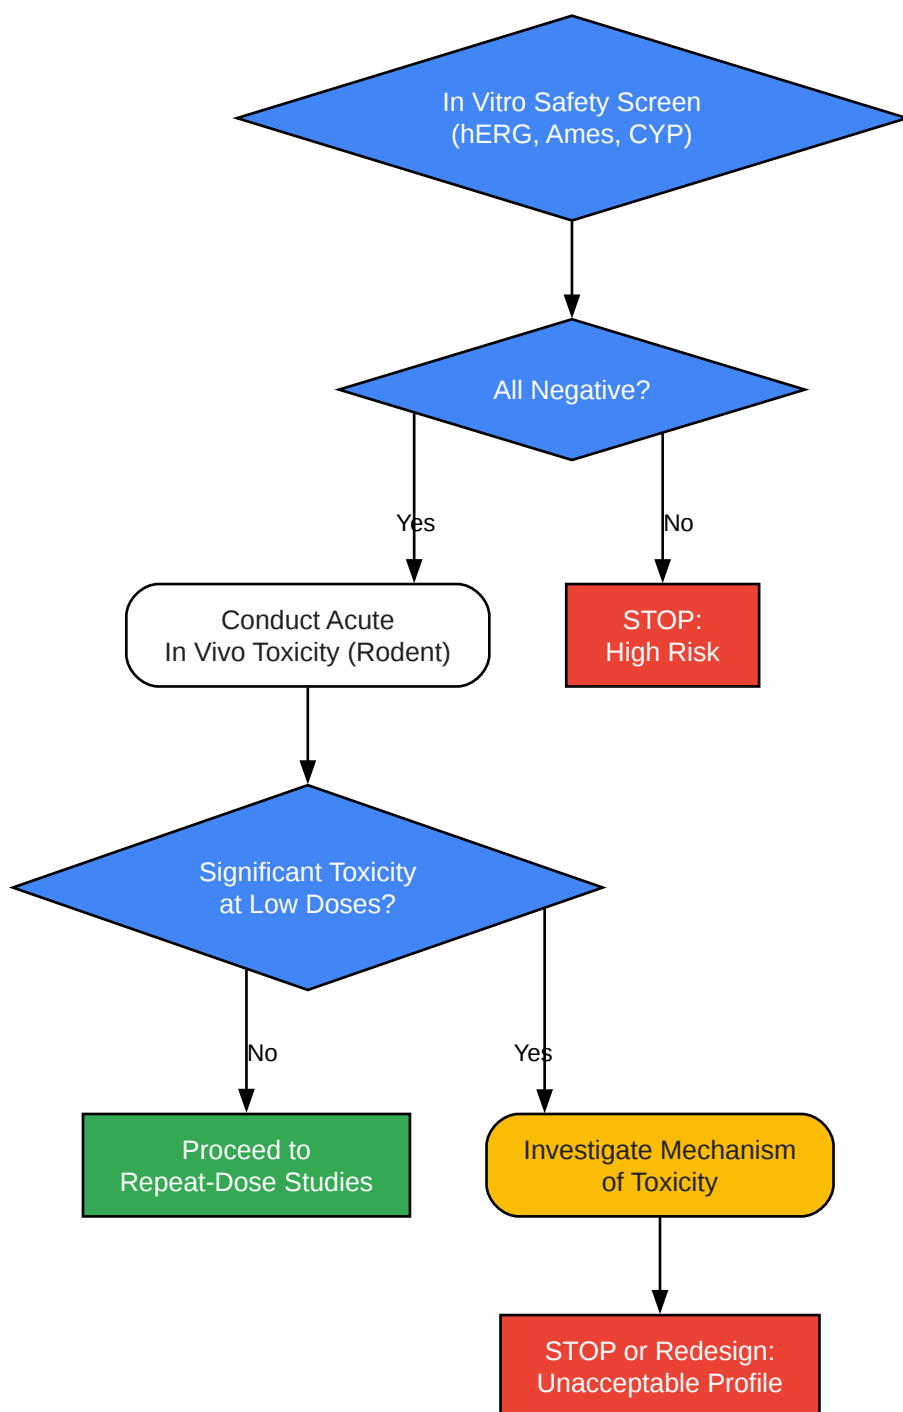 In Vitro Safety Screen
(hERG, Ames, CYP)
All Negative?
Yes
No
Conduct Acute
In Vivo Toxicity (Rodent)
STOP:
High Risk
Significant Toxicity
at Low Doses?
No
Yes
Proceed to
Repeat-Dose Studies
Investigate Mechanism
of Toxicity
STOP or Redesign:
Unacceptable Profile